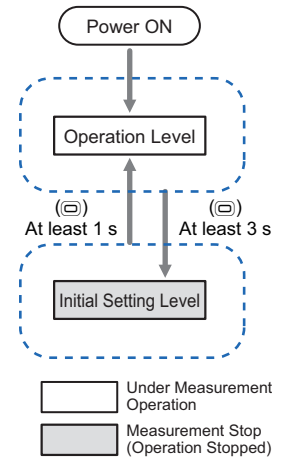 Power ON
Operation Level
(▭) (▭)
At least 1 s At least 3 s
Initial Setting Level
Under Measurement
Operation
Measurement Stop
(Operation Stopped)